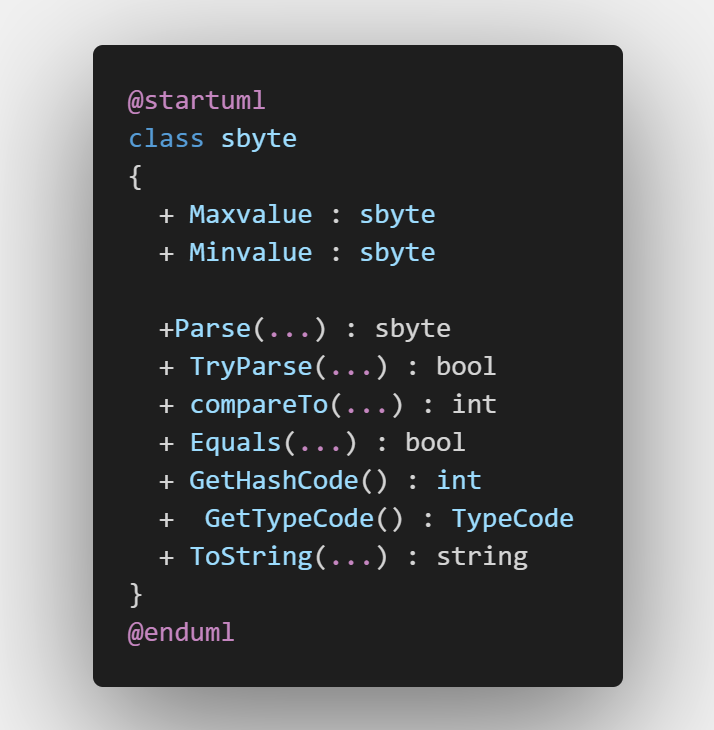 @startuml
class sbyte
{
+ Maxvalue : sbyte
+ Minvalue : sbyte
+Parse(...) : sbyte
+ TryParse(...) : bool
+ compareTo(...) : int
+ Equals(...) : bool
+ GetHashCode() : int
+  GetTypeCode() : TypeCode
+ ToString(...) : string
}
@enduml